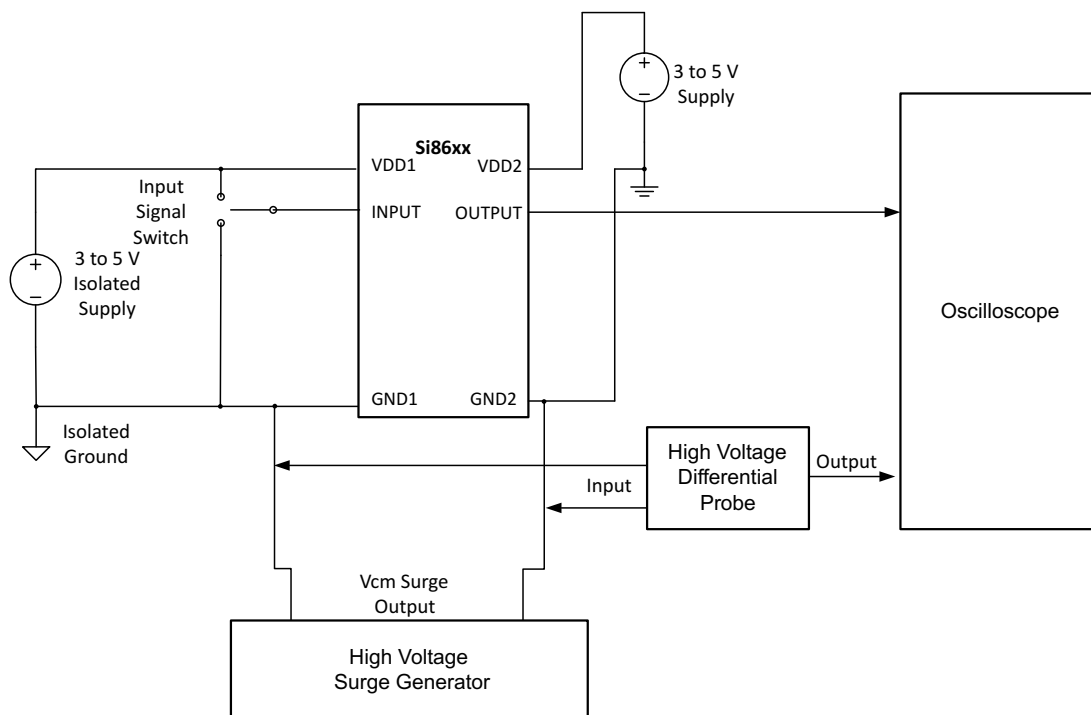 3 to 5 V
Supply
Si86xx
VDD1
VDD2
Input
Signal
Switch
INPUT
OUTPUT
3 to 5 V
Isolated
Supply
Oscilloscope
GND1
GND2
Isolated
Ground
High Voltage
Differential
Probe
Input
Output
Vcm Surge
Output
High Voltage
Surge Generator